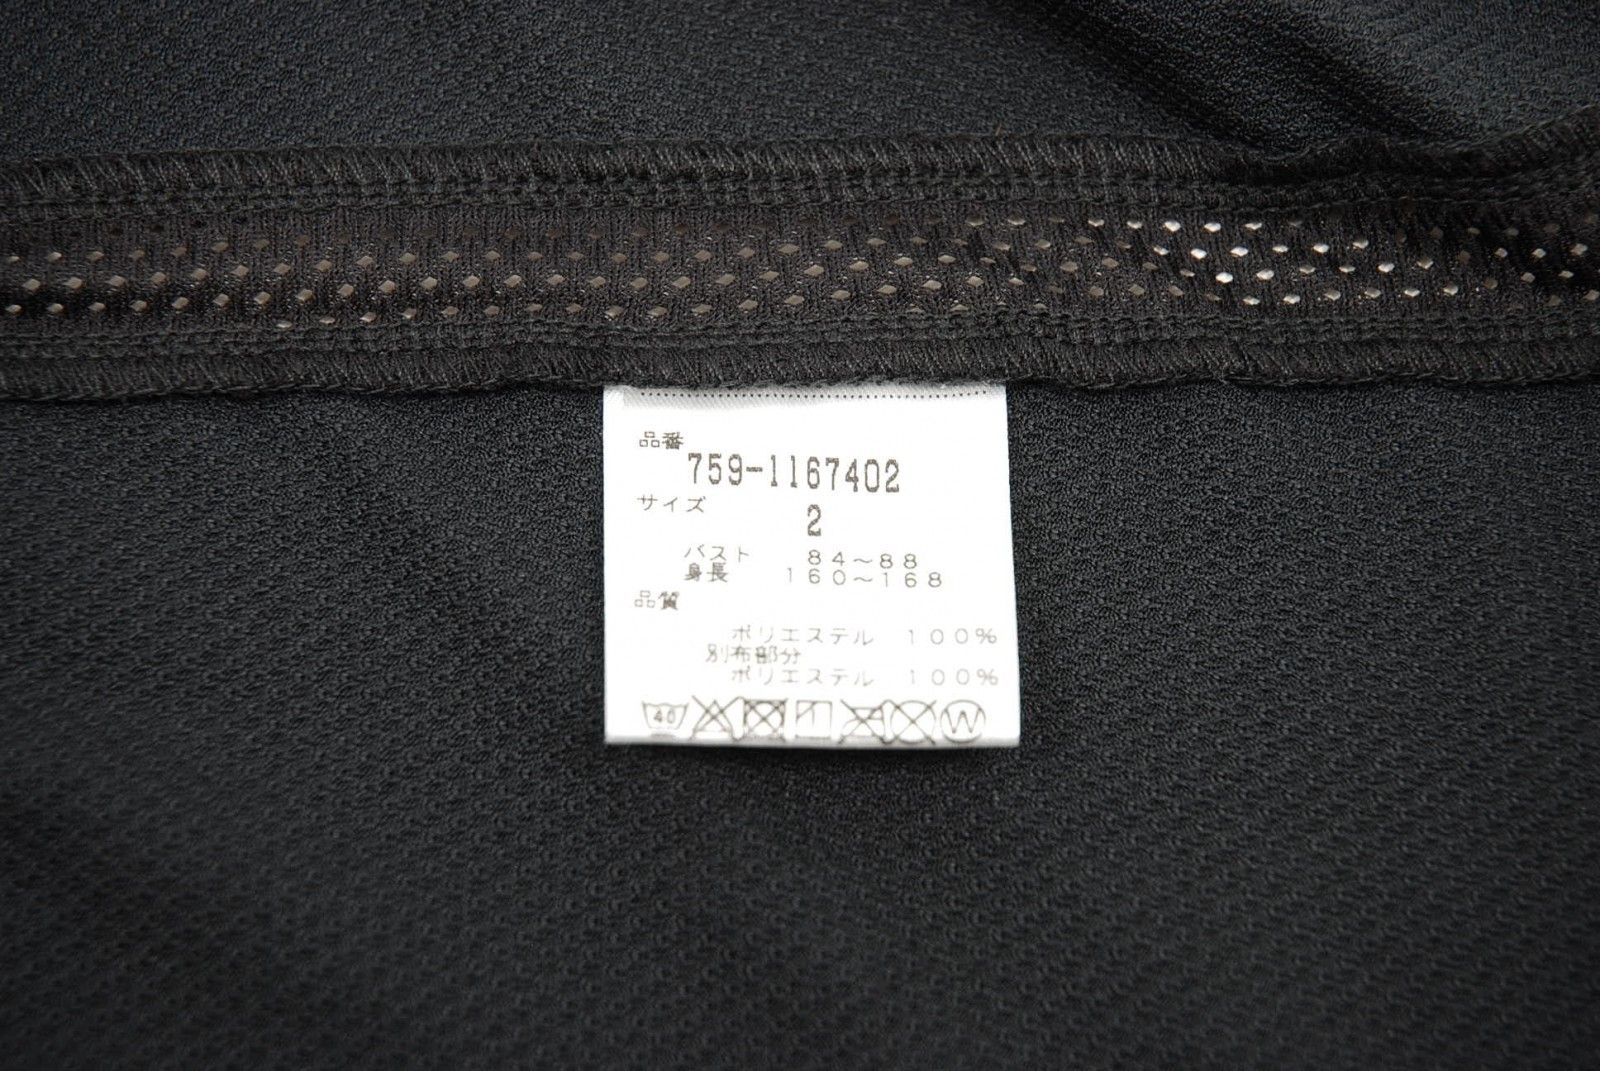 品番
759-1167402
サイズ
2
バスト 84～88
身長 160～168
品質
ポリエステル 100%
別布部分
ポリエステル 100%
40 W